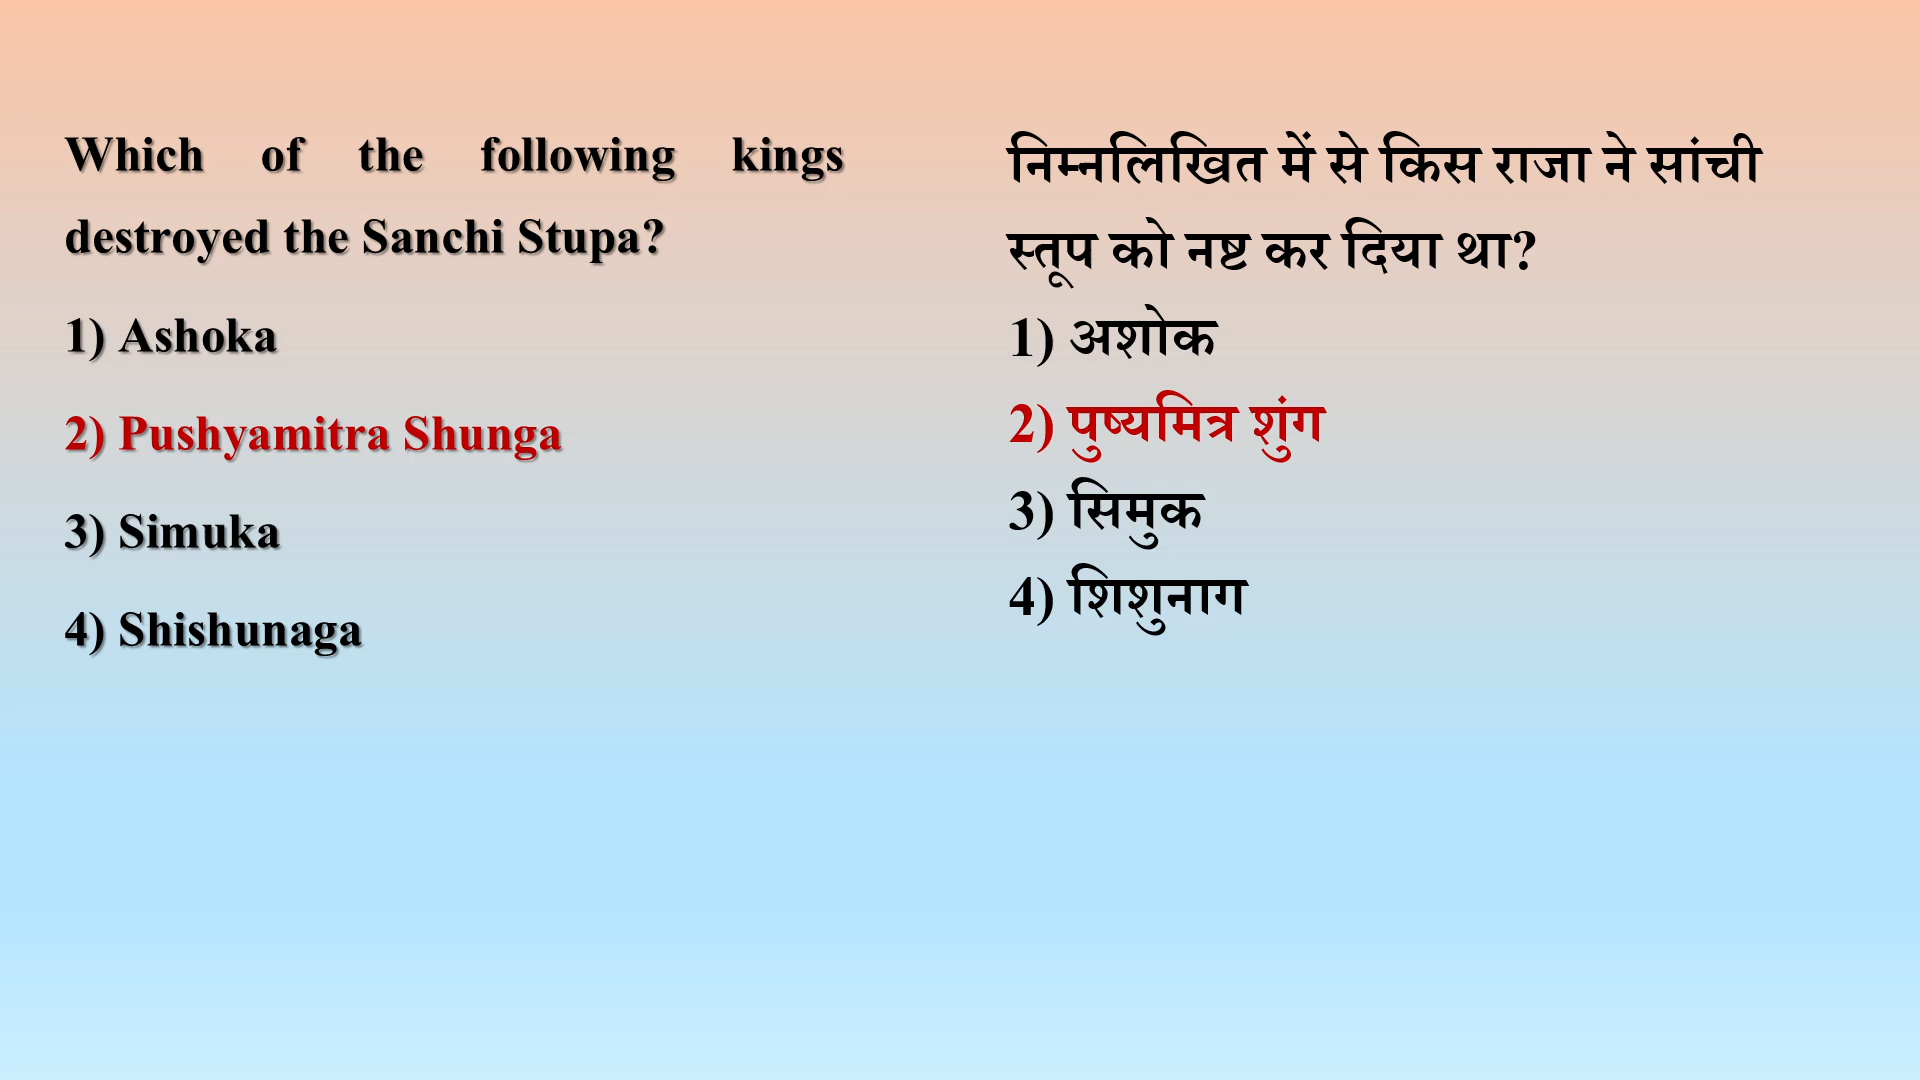 Which of the following kings
destroyed the Sanchi Stupa?
1) Ashoka
2) Pushyamitra Shunga
3) Simuka
4) Shishunaga
निम्नलिखित में से किस राजा ने सांची
स्तूप को नष्ट कर दिया था?
1) अशोक
2) पुष्यमित्र शुंग
3) सिमुक
4) शिशुनाग